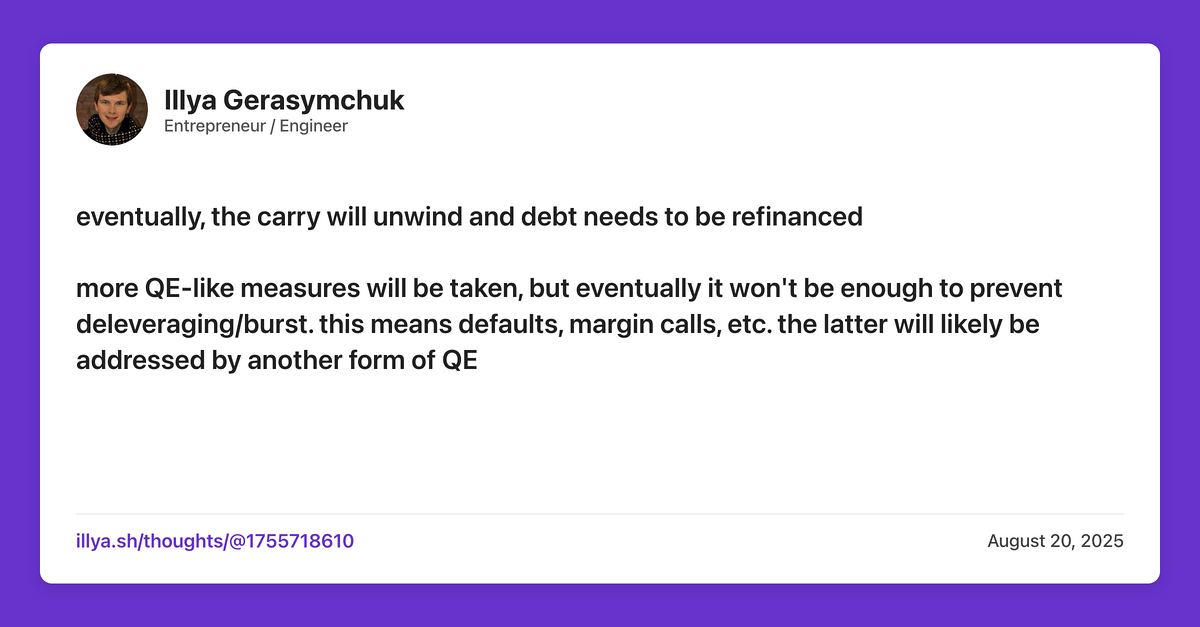 Illya Gerasymchuk
Entrepreneur / Engineer
eventually, the carry will unwind and debt needs to be refinanced
more QE-like measures will be taken, but eventually it won't be enough to prevent
deleveraging/burst. this means defaults, margin calls, etc. the latter will likely be
addressed by another form of QE
illya.sh/thoughts/@1755718610
August 20, 2025